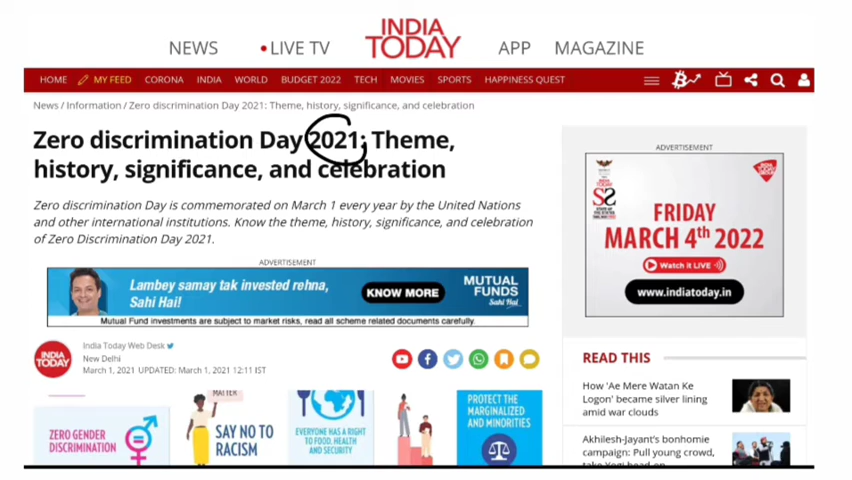 INDIA
TODAY
NEWS
LIVE TV
APP
MAGAZINE
HOME
MY FEED
CORONA
INDIA
WORLD
BUDGET 2022
TECH
MOVIES
SPORTS
HAPPINESS QUEST
News / Information / Zero discrimination Day 2021: Theme, history, significance, and celebration
Zero discrimination Day 2021: Theme,
history, significance, and celebration
Zero discrimination Day is commemorated on March 1 every year by the United Nations
and other international institutions. Know the theme, history, significance, and celebration
of Zero Discrimination Day 2021.
ADVERTISEMENT
Lambey samay tak invested rehna,
Sahi Hai!
KNOW MORE
MUTUAL
FUNDS
Sahi Hai
Mutual Fund investments are subject to market risks, read all scheme related documents carefully.
INDIA
TODAY
India Today Web Desk
New Delhi
March 1, 2021 UPDATED: March 1, 2021 12:11 IST
ZERO GENDER
DISCRIMINATION
MATTER
SAY NO TO
RACISM
EVERYONE HAS A RIGHT
TO FOOD, HEALTH
AND SECURITY
PROTECT THE
MARGINALIZED
AND MINORITIES
ADVERTISEMENT
INDIA
TODAY
FRIDAY
MARCH 4th 2022
Watch it LIVE
www.indiatoday.in
READ THIS
How 'Ae Mere Watan Ke
Logon' became silver lining
amid war clouds
Akhilesh-Jayant's bonhomie
campaign: Pull young crowd,
take Yogi head-on